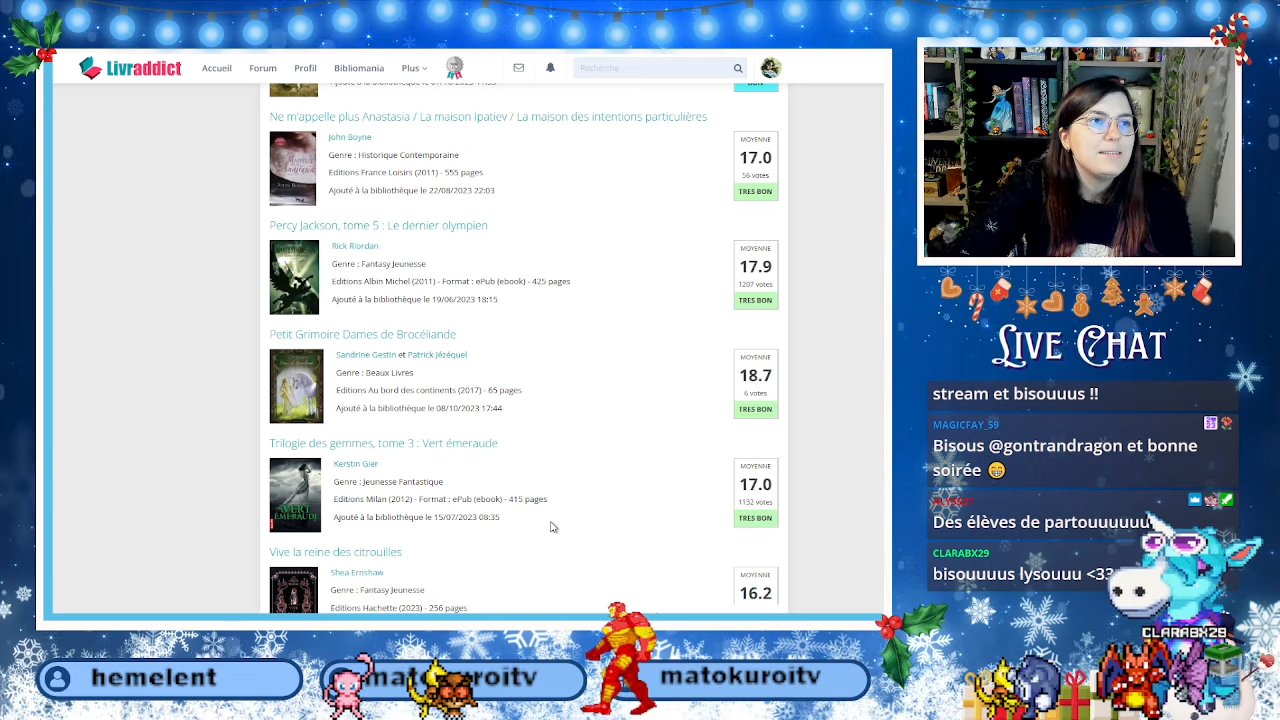 Livraddict
Accueil
Forum
Profil
Bibliomania
Plus
Recherche
BON
Ne m'appelle plus Anastasia / La maison Ipatiev / La maison des intentions particulières
John Boyne
Genre : Historique Contemporaine
Editions France Loisirs (2011) - 555 pages
Ajouté à la bibliothèque le 22/08/2023 22:03
MOYENNE
17.0
56 votes
TRES BON
Percy Jackson, tome 5 : Le dernier olympien
Rick Riordan
Genre : Fantasy Jeunesse
Editions Albin Michel (2011) - Format : ePub (ebook) - 425 pages
Ajouté à la bibliothèque le 19/06/2023 18:15
MOYENNE
17.9
1207 votes
TRES BON
Petit Grimoire Dames de Brocéliande
Sandrine Gestin et Patrick Jézéquel
Genre : Beaux Livres
Editions Au bord des continents (2017) - 65 pages
Ajouté à la bibliothèque le 08/10/2023 17:44
MOYENNE
18.7
6 votes
TRES BON
Trilogie des gemmes, tome 3 : Vert émeraude
Kerstin Gier
Genre : Jeunesse Fantastique
Editions Milan (2012) - Format : ePub (ebook) - 415 pages
Ajouté à la bibliothèque le 15/07/2023 08:35
MOYENNE
17.0
1132 votes
TRES BON
Vive la reine des citrouilles
Shea Ernshaw
Genre : Fantasy Jeunesse
Editions Hachette (2023) - 256 pages
MOYENNE
16.2
LIVE CHAT
stream et bisouuus !!
MAGICFAY_59
Bisous @gontrandragon et bonne
soirée
Des élèves de partouuuuuu
CLARABX29
bisouuuus lysouuu <33
CLARABX29
hemelent
matokuroitv